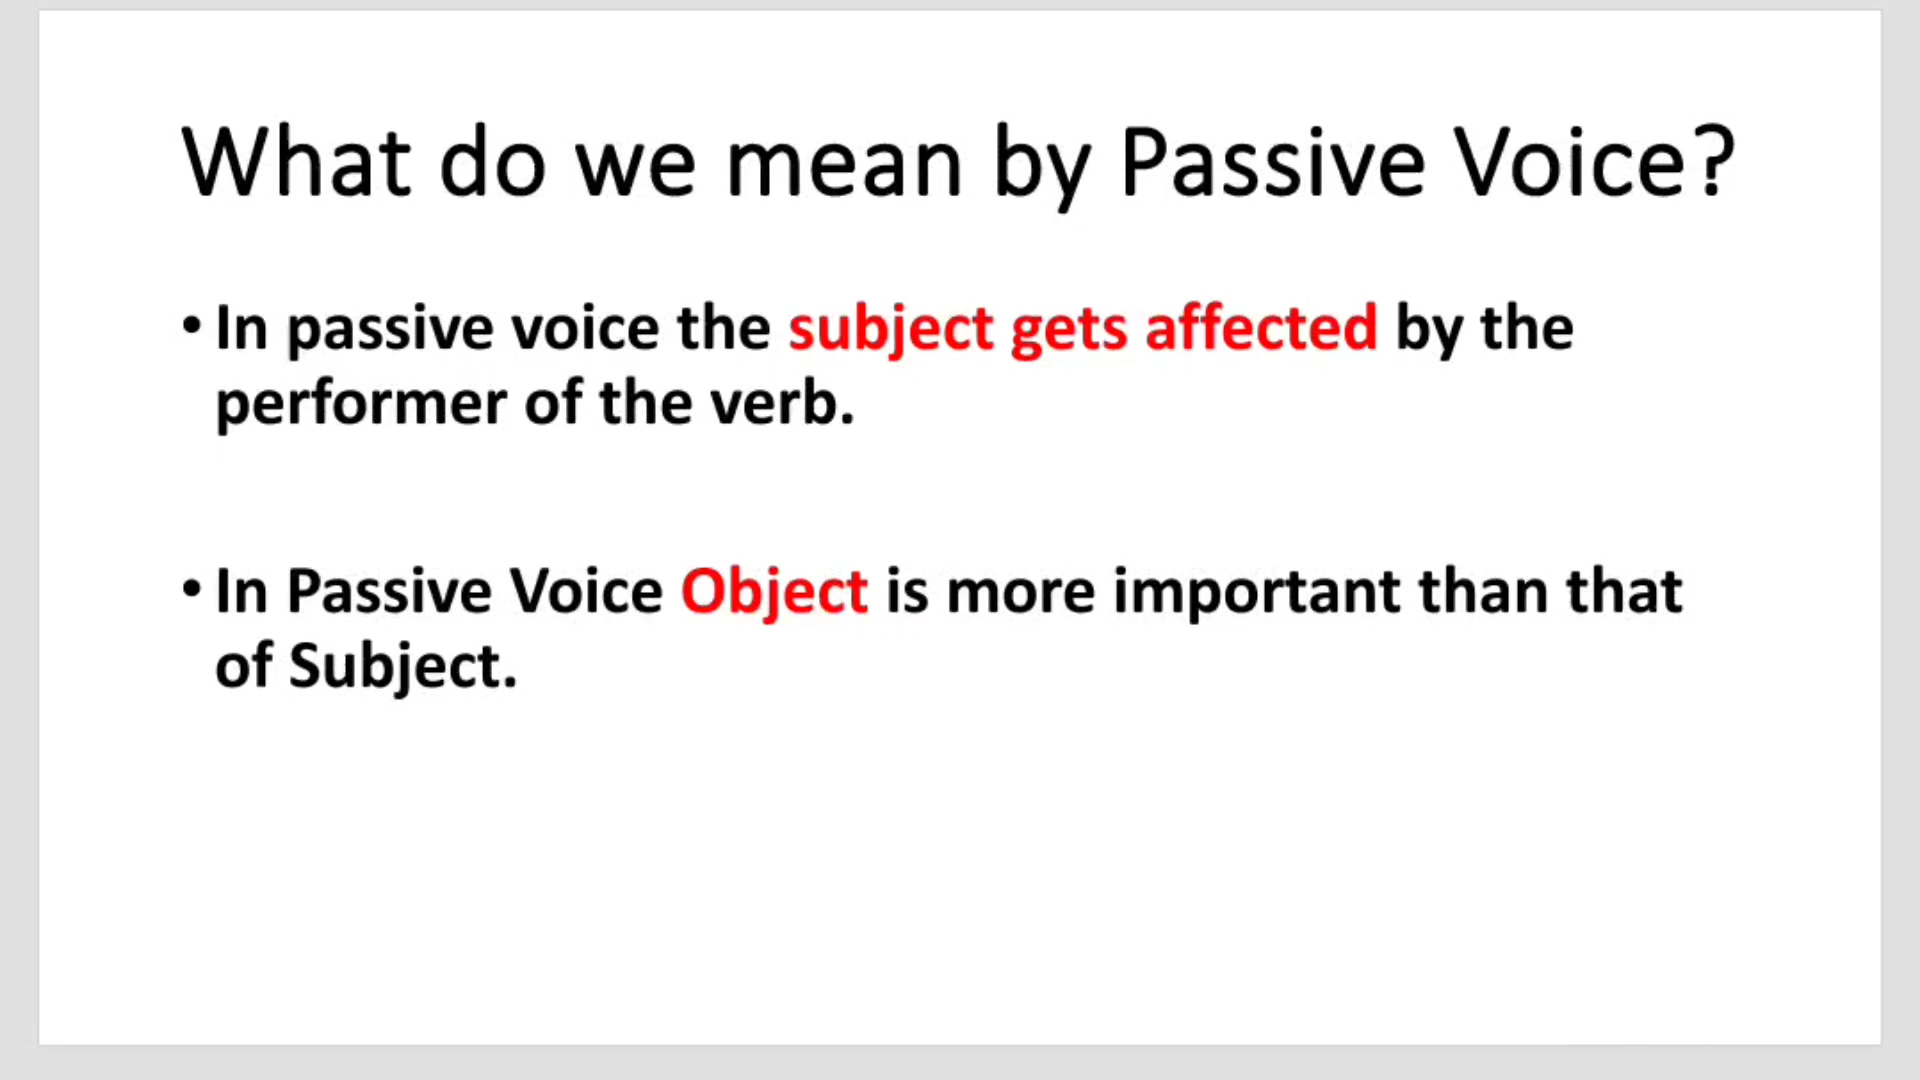 What do we mean by Passive Voice?
• In passive voice the subject gets affected by the
performer of the verb.
• In Passive Voice Object is more important than that
of Subject.